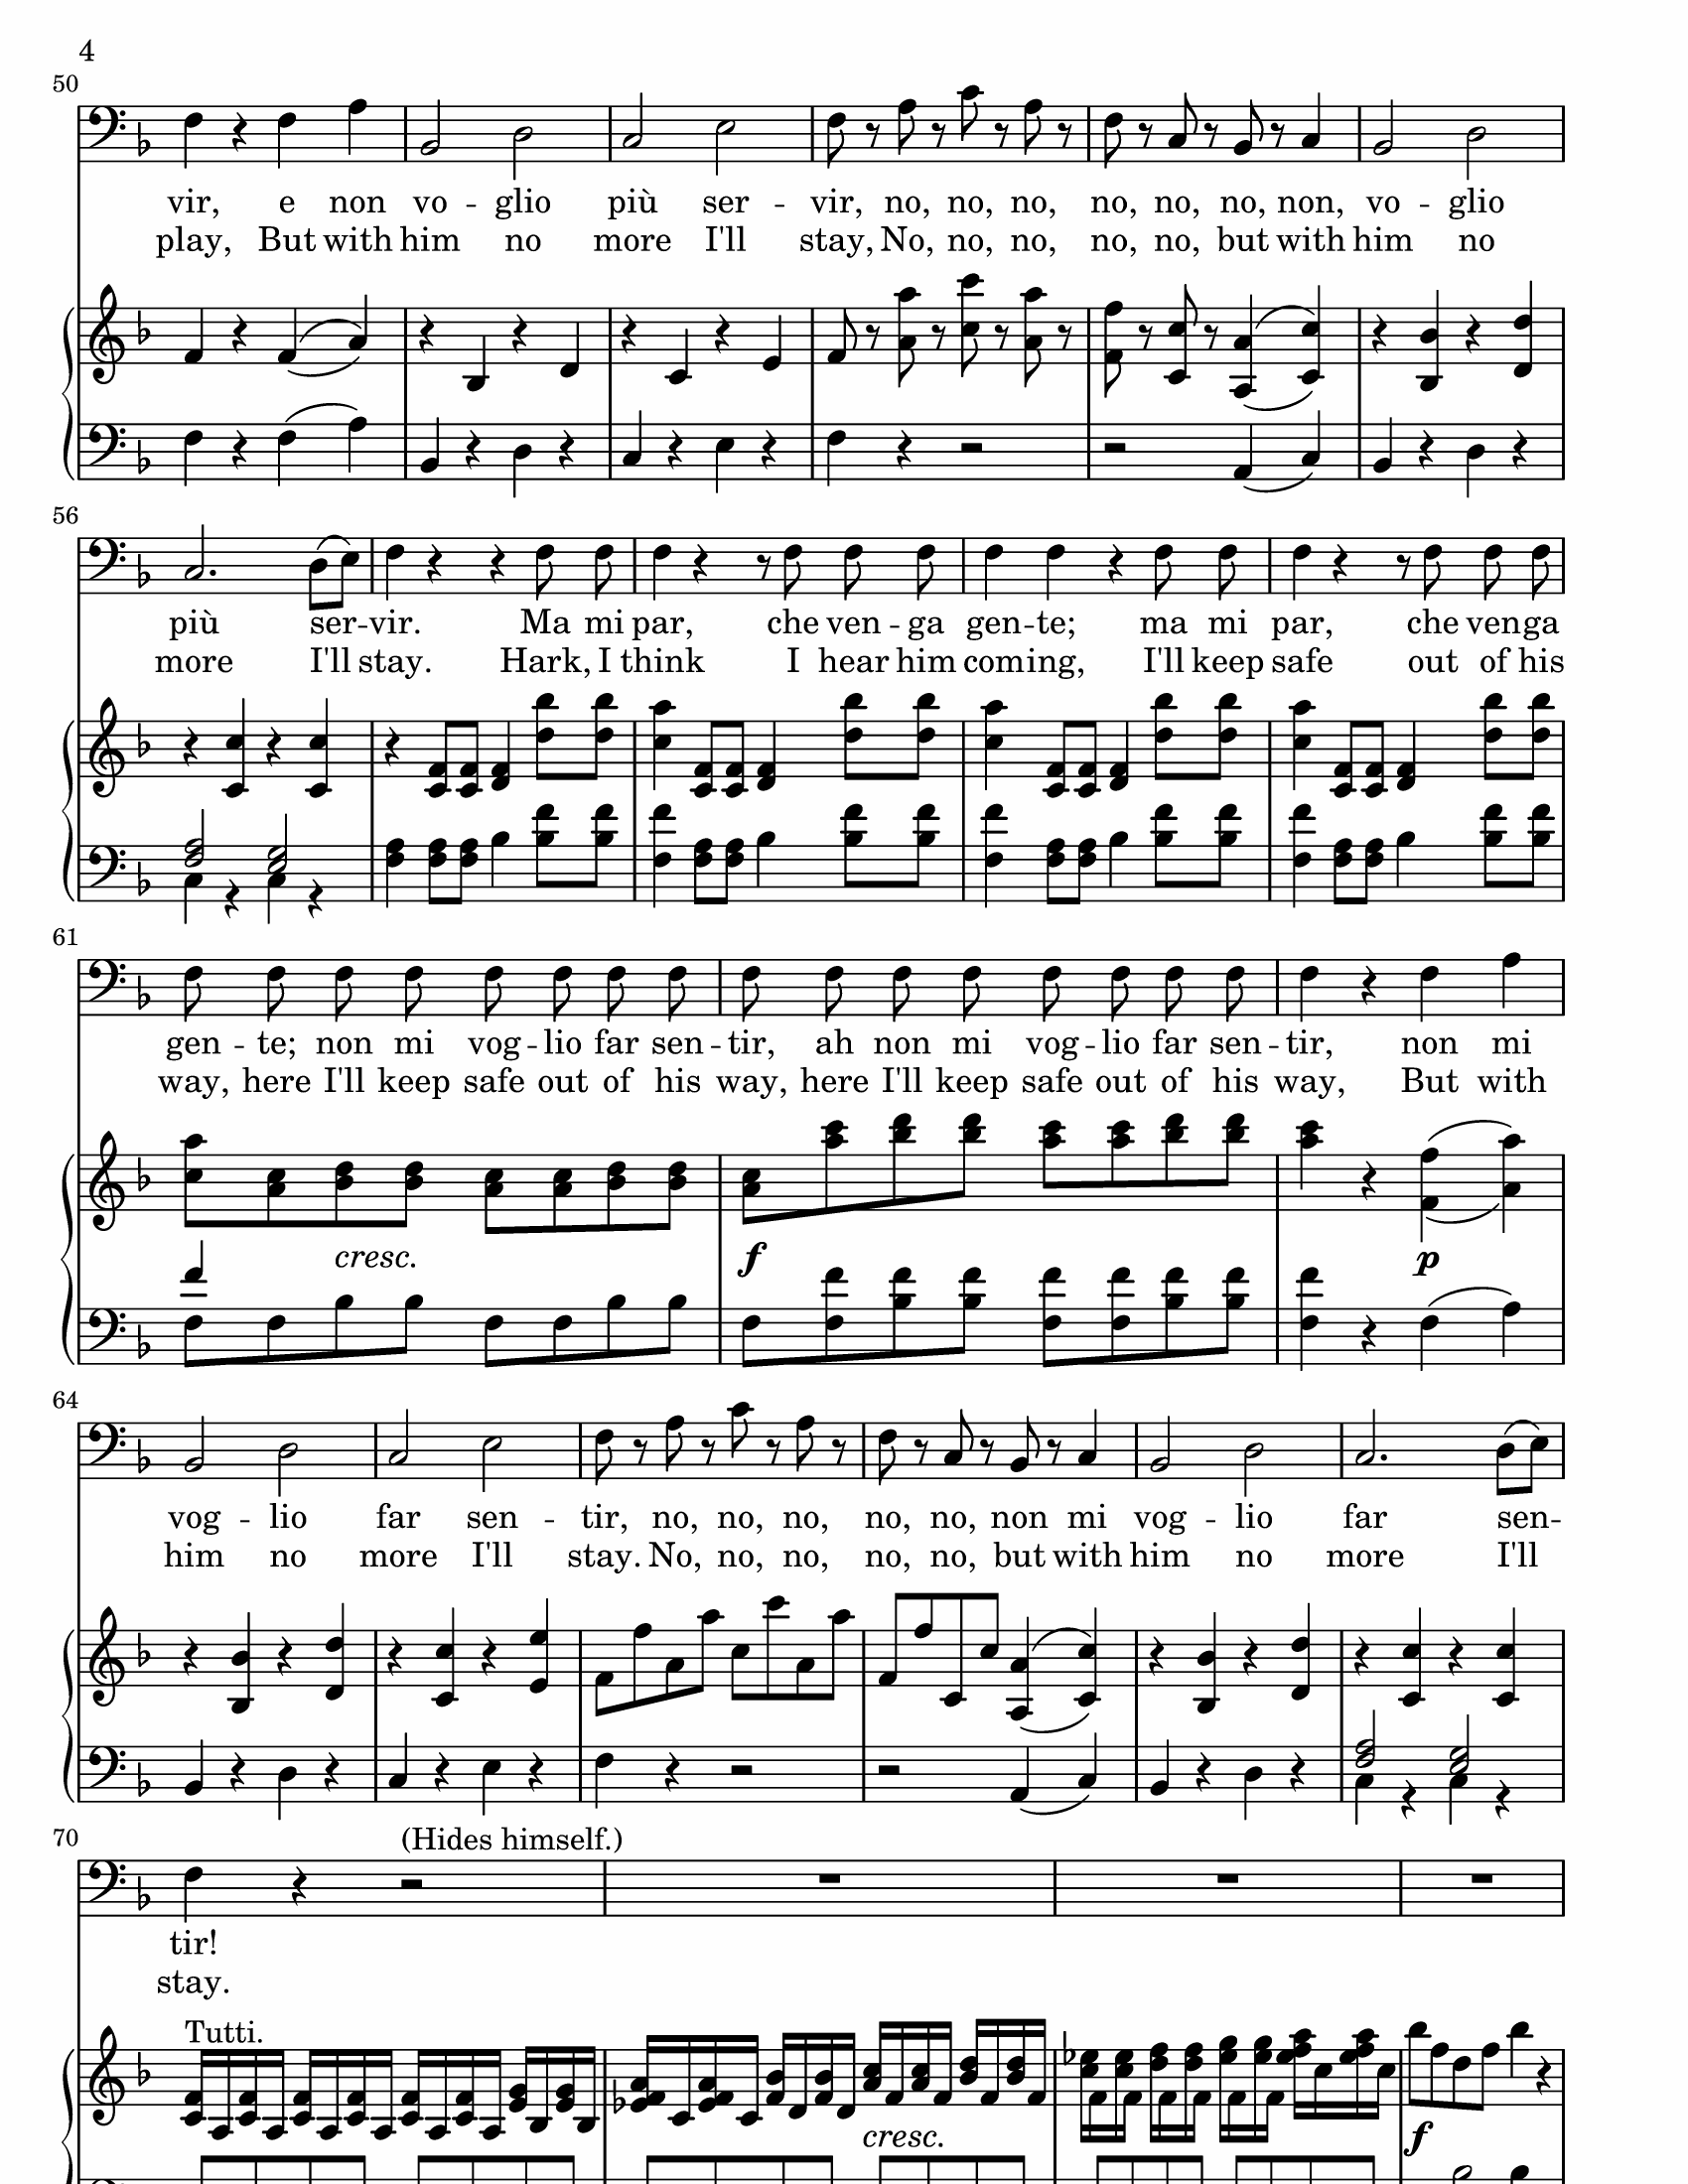 4
50
vir, e non vo -- glio più ser -- vir, no, no, no, no, no, no, non, vo -- glio
play, But with him no more I'll stay, No, no, no, no, no, but with him no
56
più ser -- vir. Ma mi par, che ven -- ga gen -- te; ma mi par, che ven -- ga
more I'll stay. Hark, I think I hear him coming, I'll keep safe out of his
61
gen -- te; non mi vog -- lio far sen -- tir, ah non mi vog -- lio far sen -- tir, non mi
way, here I'll keep safe out of his way, here I'll keep safe out of his way, But with
cresc. f p
64
vog -- lio far sen -- tir, no, no, no, no, no, non mi vog -- lio far sen --
him no more I'll stay. No, no, no, no, no, but with him no more I'll
70
(Hides himself.)
tir!
stay.
Tutti.
cresc. f